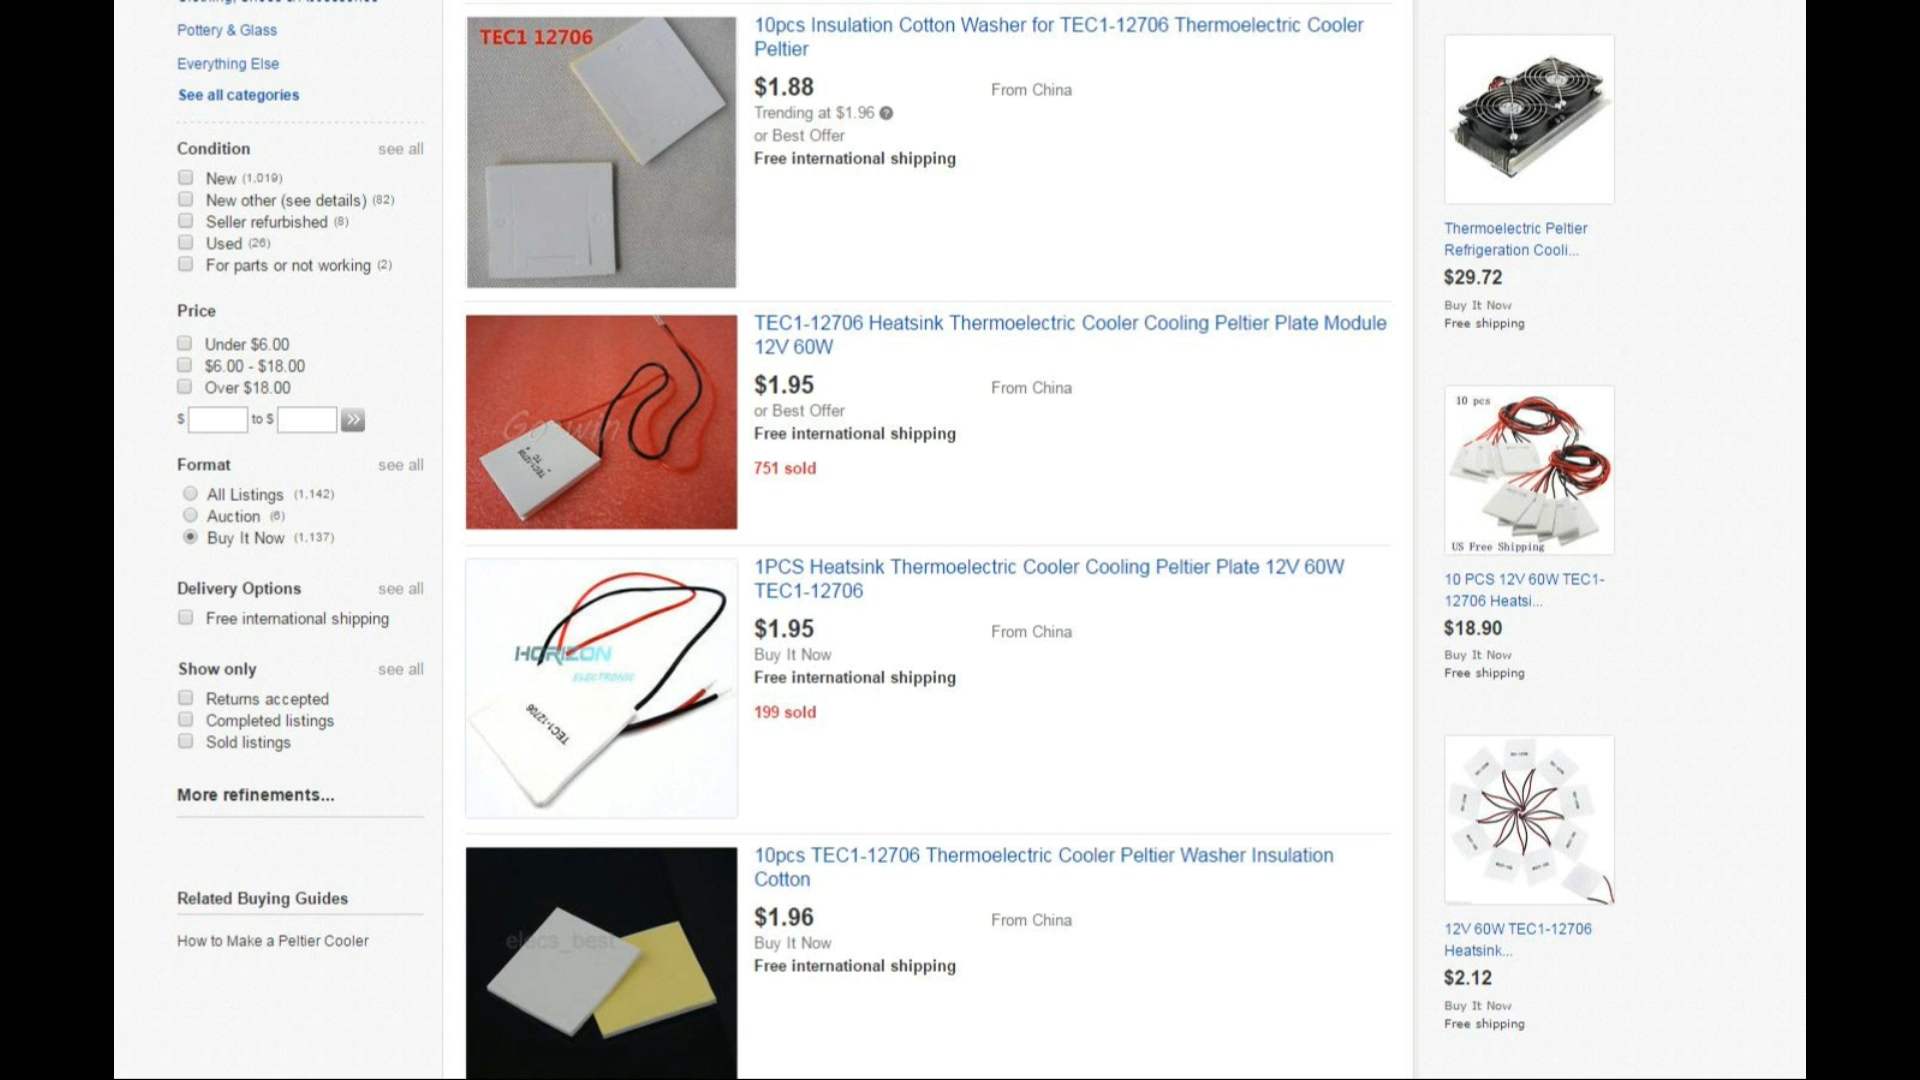 Pottery & Glass
Everything Else
See all categories
Condition see all
New (1,019)
New other (see details) (82)
Seller refurbished (8)
Used (26)
For parts or not working (2)
Price
Under $6.00
$6.00 - $18.00
Over $18.00
$ to $ »
Format see all
All Listings (1,142)
Auction (6)
Buy It Now (1,137)
Delivery Options see all
Free international shipping
Show only see all
Returns accepted
Completed listings
Sold listings
More refinements...
Related Buying Guides
How to Make a Peltier Cooler
TEC1 12706
10pcs Insulation Cotton Washer for TEC1-12706 Thermoelectric Cooler
Peltier
$1.88 From China
Trending at $1.96 ?
or Best Offer
Free international shipping
TEC1-12706
TEC1-12706 Heatsink Thermoelectric Cooler Cooling Peltier Plate Module
12V 60W
$1.95 From China
or Best Offer
Free international shipping
751 sold
HORIZON
ELECTRONIC
TEC1-12706
1PCS Heatsink Thermoelectric Cooler Cooling Peltier Plate 12V 60W
TEC1-12706
$1.95 From China
Buy It Now
Free international shipping
199 sold
elecs_best
10pcs TEC1-12706 Thermoelectric Cooler Peltier Washer Insulation
Cotton
$1.96 From China
Buy It Now
Free international shipping
Thermoelectric Peltier
Refrigeration Cooli...
$29.72
Buy It Now
Free shipping
10 pcs
US Free Shipping
10 PCS 12V 60W TEC1-
12706 Heatsi...
$18.90
Buy It Now
Free shipping
12V 60W TEC1-12706
Heatsink...
$2.12
Buy It Now
Free shipping